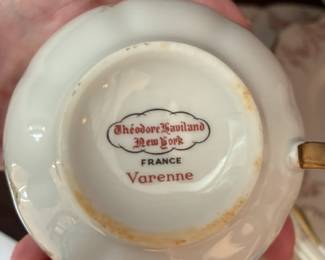 Théodore Haviland
New York
FRANCE
Varenne